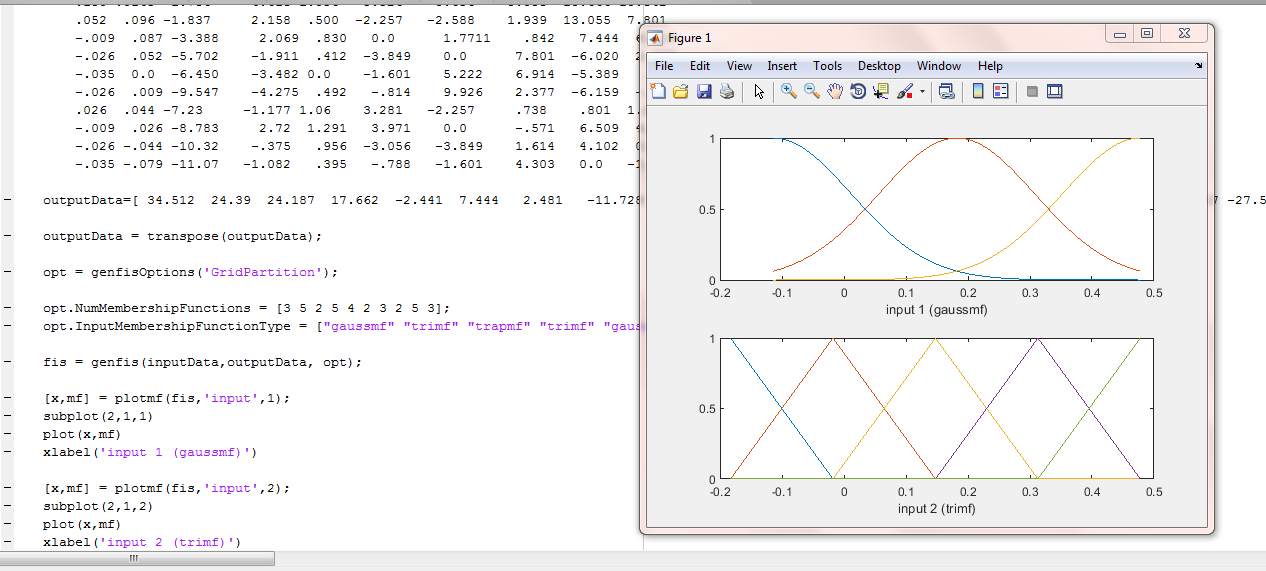 .052 .096 -1.837 2.158 .500 -2.257 -2.588 1.939 13.055 7.801
-.009 .087 -3.388 2.069 .830 0.0 1.7711 .842 7.444
-.026 .052 -5.702 -1.911 .412 -3.849 0.0 7.801 -6.020
-.035 0.0 -6.450 -3.482 0.0 -1.601 5.222 6.914 -5.389
-.026 .009 -9.547 -4.275 .492 -.814 9.926 2.377 -6.159
.026 .044 -7.23 -1.177 1.06 3.281 -2.257 .738 .801
-.009 .026 -8.783 2.72 1.291 3.971 0.0 -.571 6.509
-.026 -.044 -10.32 -.375 .956 -3.056 -3.849 1.614 4.102
-.035 -.079 -11.07 -1.082 .395 -.788 -1.601 4.303 0.0
outputData=[ 34.512 24.39 24.187 17.662 -2.441 7.444 2.481 -11.728 -27.5
outputData = transpose(outputData);
opt = genfisOptions('GridPartition');
opt.NumMembershipFunctions = [3 5 2 5 4 2 3 2 5 3];
opt.InputMembershipFunctionType = ["gaussmf" "trimf" "trapmf" "trimf" "gaus
fis = genfis(inputData,outputData, opt);
[x,mf] = plotmf(fis,'input',1);
subplot(2,1,1)
plot(x,mf)
xlabel('input 1 (gaussmf)')
[x,mf] = plotmf(fis,'input',2);
subplot(2,1,2)
plot(x,mf)
xlabel('input 2 (trimf)')
Figure 1
File Edit View Insert Tools Desktop Window Help
1
0.5
0
-0.2 -0.1 0 0.1 0.2 0.3 0.4 0.5
input 1 (gaussmf)
1
0.5
0
-0.2 -0.1 0 0.1 0.2 0.3 0.4 0.5
input 2 (trimf)